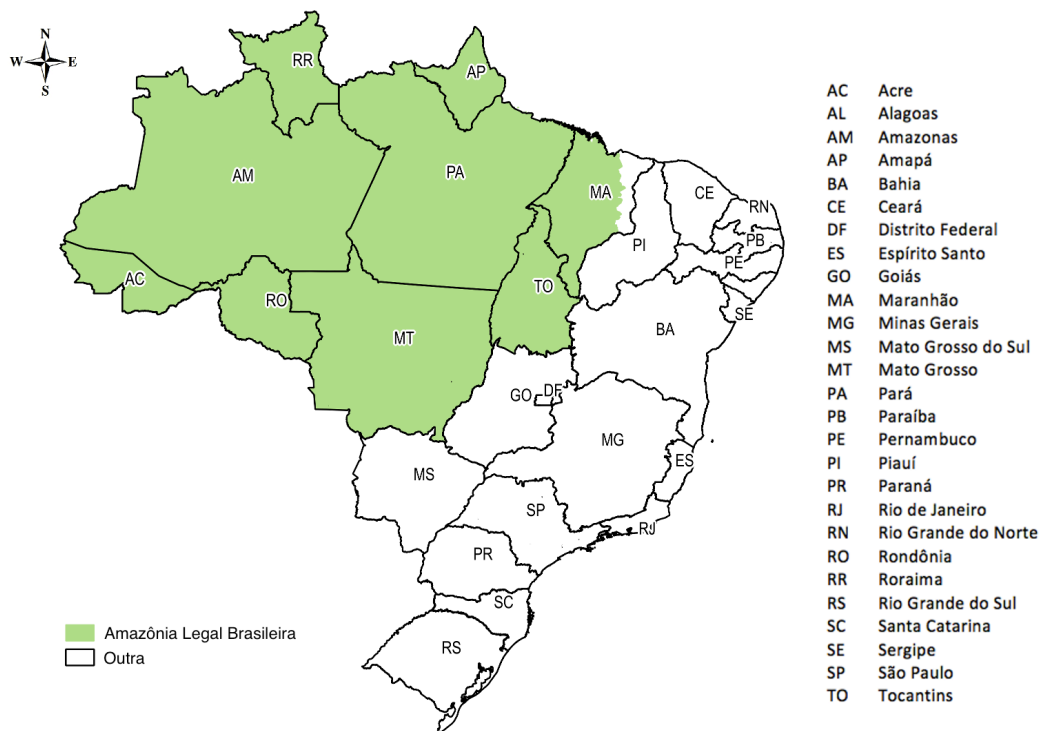 N
W E
S
RR
AP
AM
PA
MA
CE
RN
PB
PI
PE
AC
RO
TO
SE
BA
MT
GO
DF
MG
ES
MS
SP
RJ
PR
SC
RS
Amazônia Legal Brasileira
Outra
AC Acre
AL Alagoas
AM Amazonas
AP Amapá
BA Bahia
CE Ceará
DF Distrito Federal
ES Espírito Santo
GO Goiás
MA Maranhão
MG Minas Gerais
MS Mato Grosso do Sul
MT Mato Grosso
PA Pará
PB Paraíba
PE Pernambuco
PI Piauí
PR Paraná
RJ Rio de Janeiro
RN Rio Grande do Norte
RO Rondônia
RR Roraima
RS Rio Grande do Sul
SC Santa Catarina
SE Sergipe
SP São Paulo
TO Tocantins